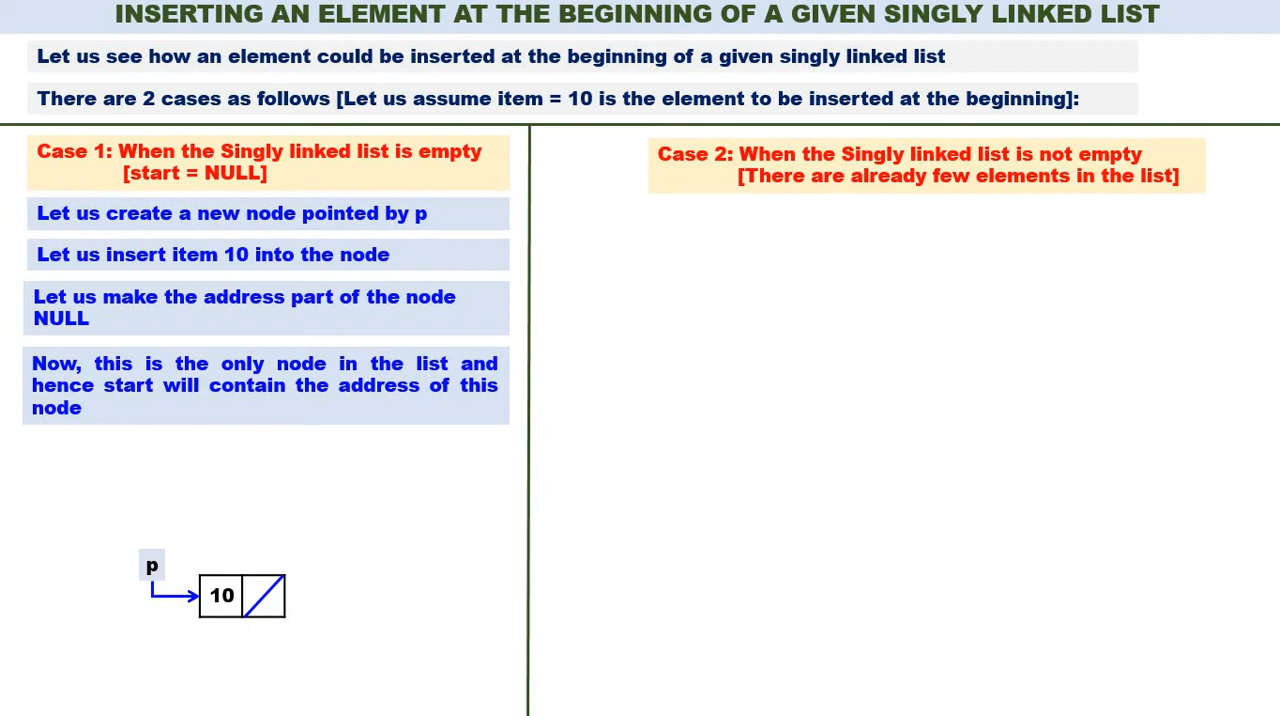 INSERTING AN ELEMENT AT THE BEGINNING OF A GIVEN SINGLY LINKED LIST
Let us see how an element could be inserted at the beginning of a given singly linked list
There are 2 cases as follows [Let us assume item = 10 is the element to be inserted at the beginning]:
Case 1: When the Singly linked list is empty
[start = NULL]
Let us create a new node pointed by p
Let us insert item 10 into the node
Let us make the address part of the node
NULL
Now, this is the only node in the list and
hence start will contain the address of this
node
p
10
Case 2: When the Singly linked list is not empty
[There are already few elements in the list]